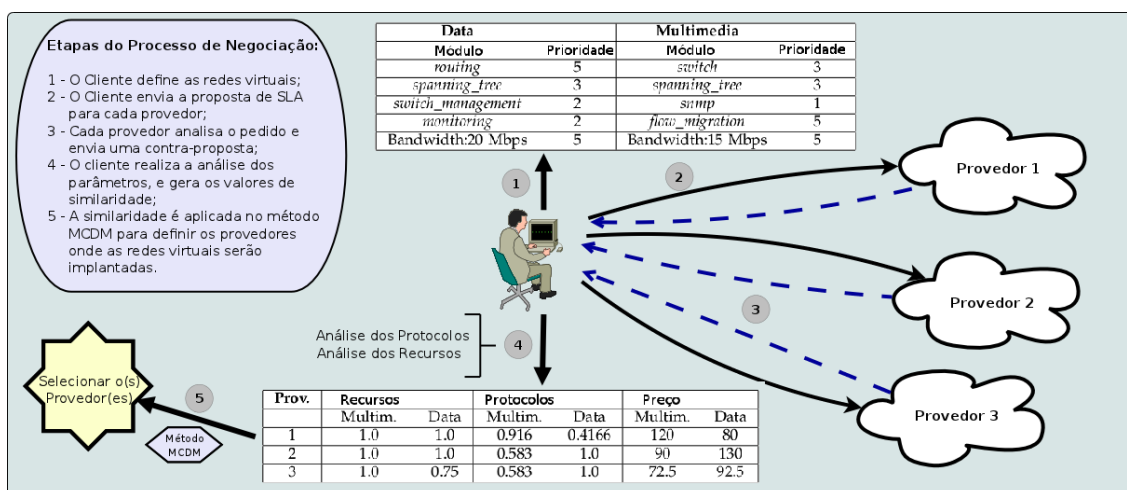 Etapas do Processo de Negociação:
1 - O Cliente define as redes virtuais;
2 - O Cliente envia a proposta de SLA
para cada provedor;
3 - Cada provedor analisa o pedido e
envia uma contra-proposta;
4 - O cliente realiza a análise dos
parâmetros, e gera os valores de
similaridade;
5 - A similaridade é aplicada no método
MCDM para definir os provedores
onde as redes virtuais serão
implantadas.
Data Multimedia
Módulo Prioridade Módulo Prioridade
routing 5 switch 3
spanning_tree 3 spanning_tree 3
switch_management 2 snmp 1
monitoring 2 flow_migration 5
Bandwidth:20 Mbps 5 Bandwidth:15 Mbps 5
1
2
Provedor 1
Provedor 2
3
Provedor 3
Análise dos Protocolos
Análise dos Recursos
4
Selecionar o(s)
Provedor(es)
5
Método
MCDM
Prov. Recursos Protocolos Preço
Multim. Data Multim. Data Multim. Data
1 1.0 1.0 0.916 0.4166 120 80
2 1.0 1.0 0.583 1.0 90 130
3 1.0 0.75 0.583 1.0 72.5 92.5